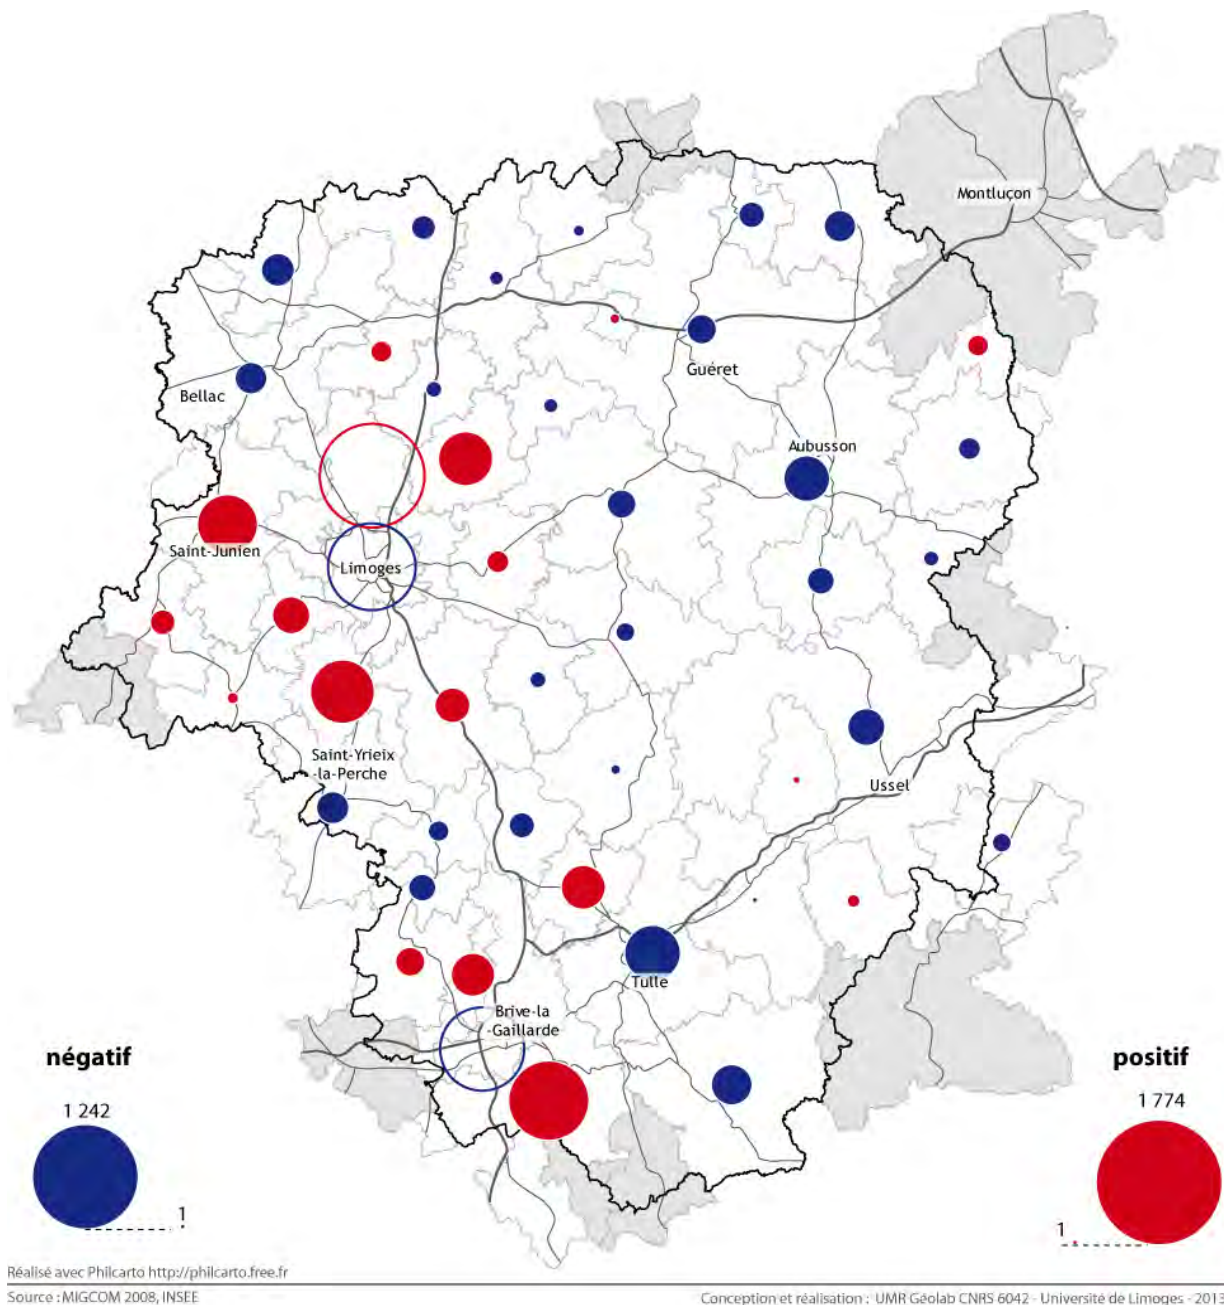 Montluçon
Guéret
Bellac
Aubusson
Saint-Junien
Limoges
Saint-Yrieix
-la-Perche
Ussel
Tulle
Brive-la
-Gaillarde
négatif
1 242
1
positif
1 774
1
Réalisé avec Philcarto http://philcarto.free.fr
Source : MIGCOM 2008, INSEE
Conception et réalisation : UMR Géolab CNRS 6042 - Université de Limoges - 2013